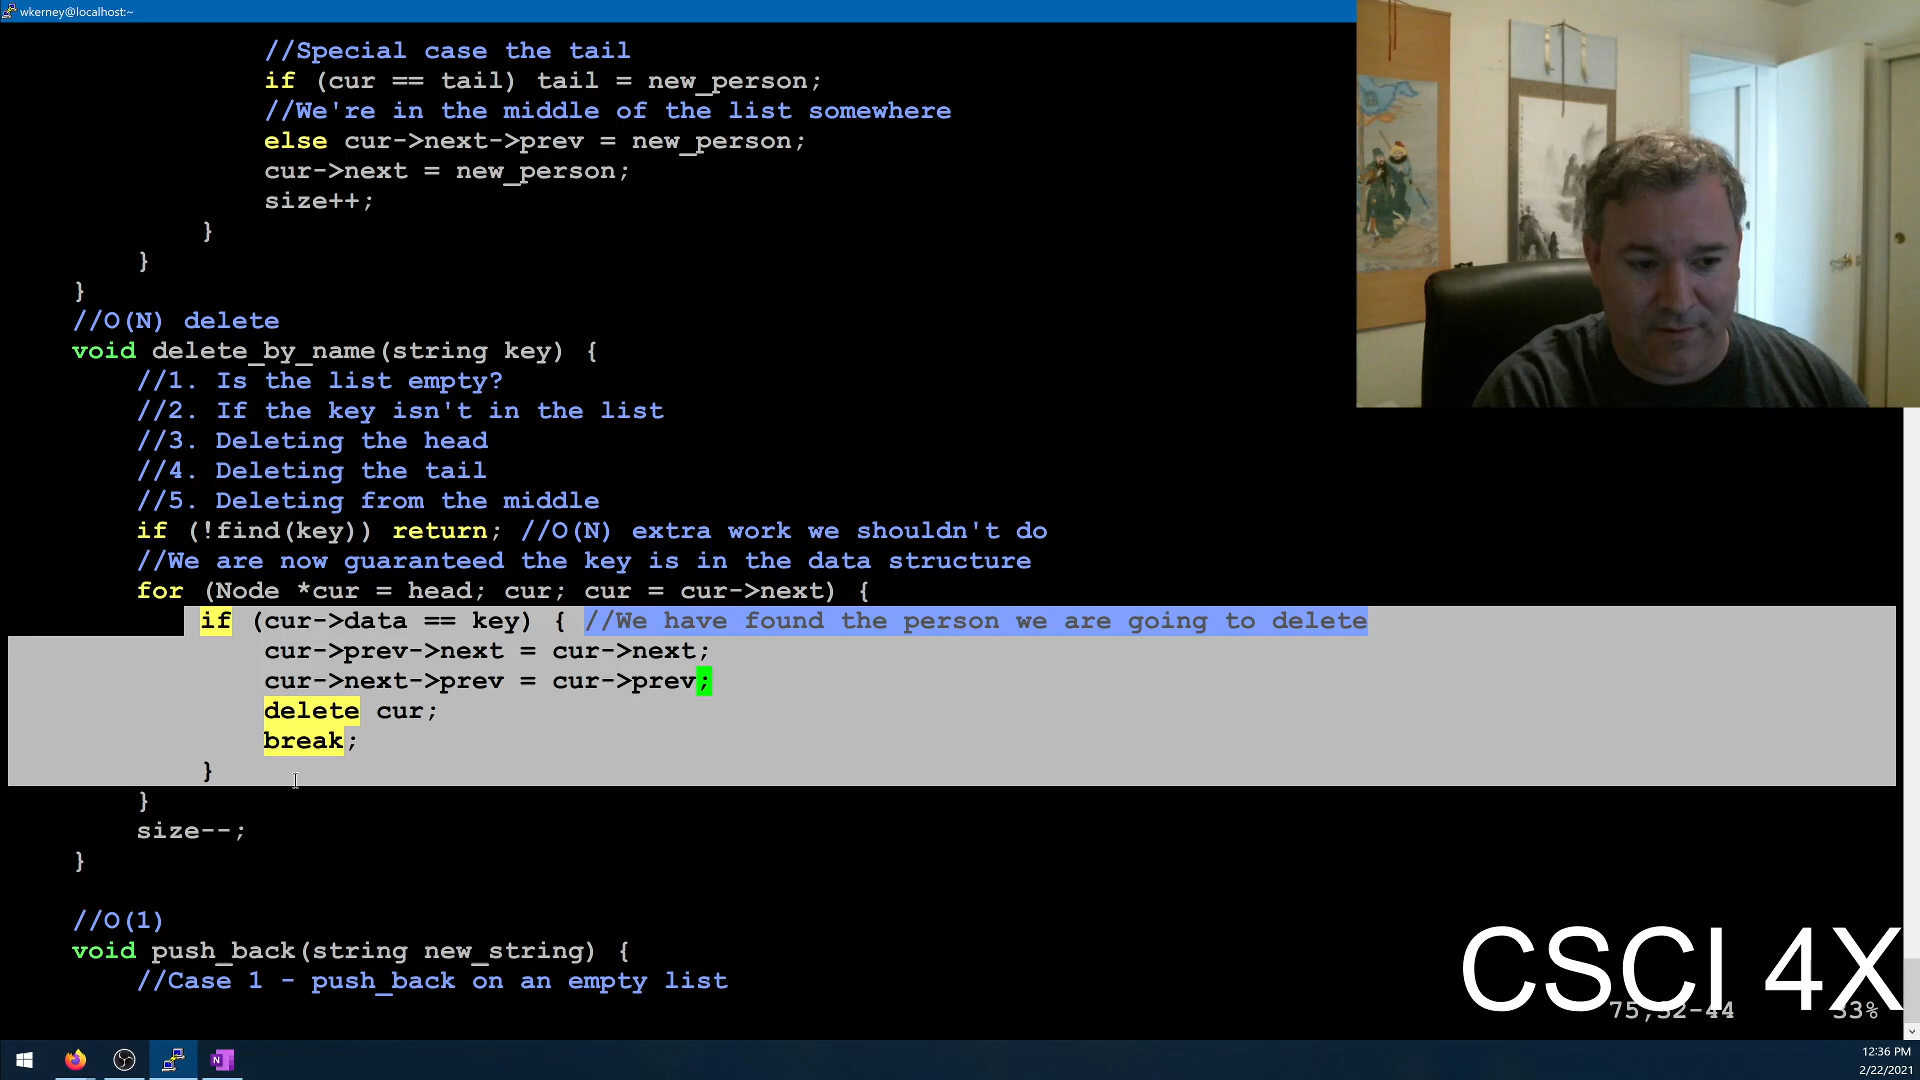 wkerney@localhost:~
//Special case the tail
if (cur == tail) tail = new_person;
//We're in the middle of the list somewhere
else cur->next->prev = new_person;
cur->next = new_person;
size++;
}
}
}
//O(N) delete
void delete_by_name(string key) {
//1. Is the list empty?
//2. If the key isn't in the list
//3. Deleting the head
//4. Deleting the tail
//5. Deleting from the middle
if (!find(key)) return; //O(N) extra work we shouldn't do
//We are now guaranteed the key is in the data structure
for (Node *cur = head; cur; cur = cur->next) {
if (cur->data == key) { //We have found the person we are going to delete
cur->prev->next = cur->next;
cur->next->prev = cur->prev;
delete cur;
break;
}
}
size--;
}
//O(1)
void push_back(string new_string) {
//Case 1 - push_back on an empty list
CSCI 4X
75,32-44 33%
12:36 PM
2/22/2021